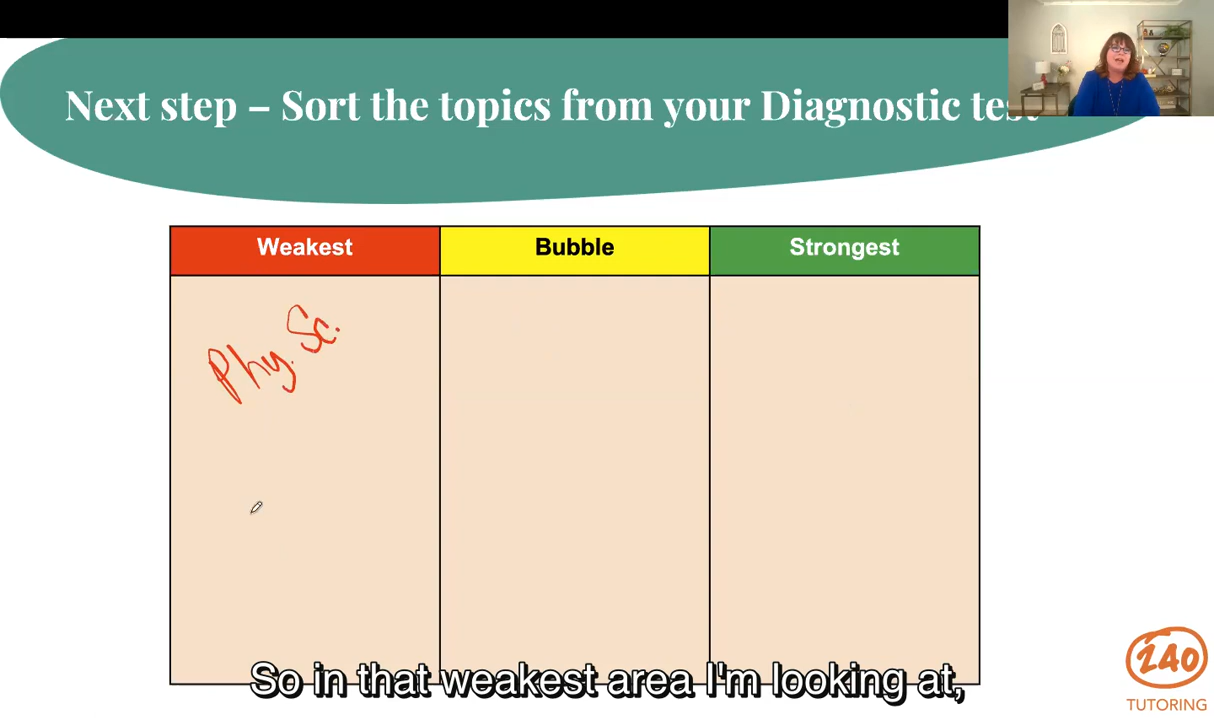 Next step – Sort the topics from your Diagnostic test
Weakest
Bubble
Strongest
Phy. Sc.
So in that weakest area I'm looking at,
240
TUTORING